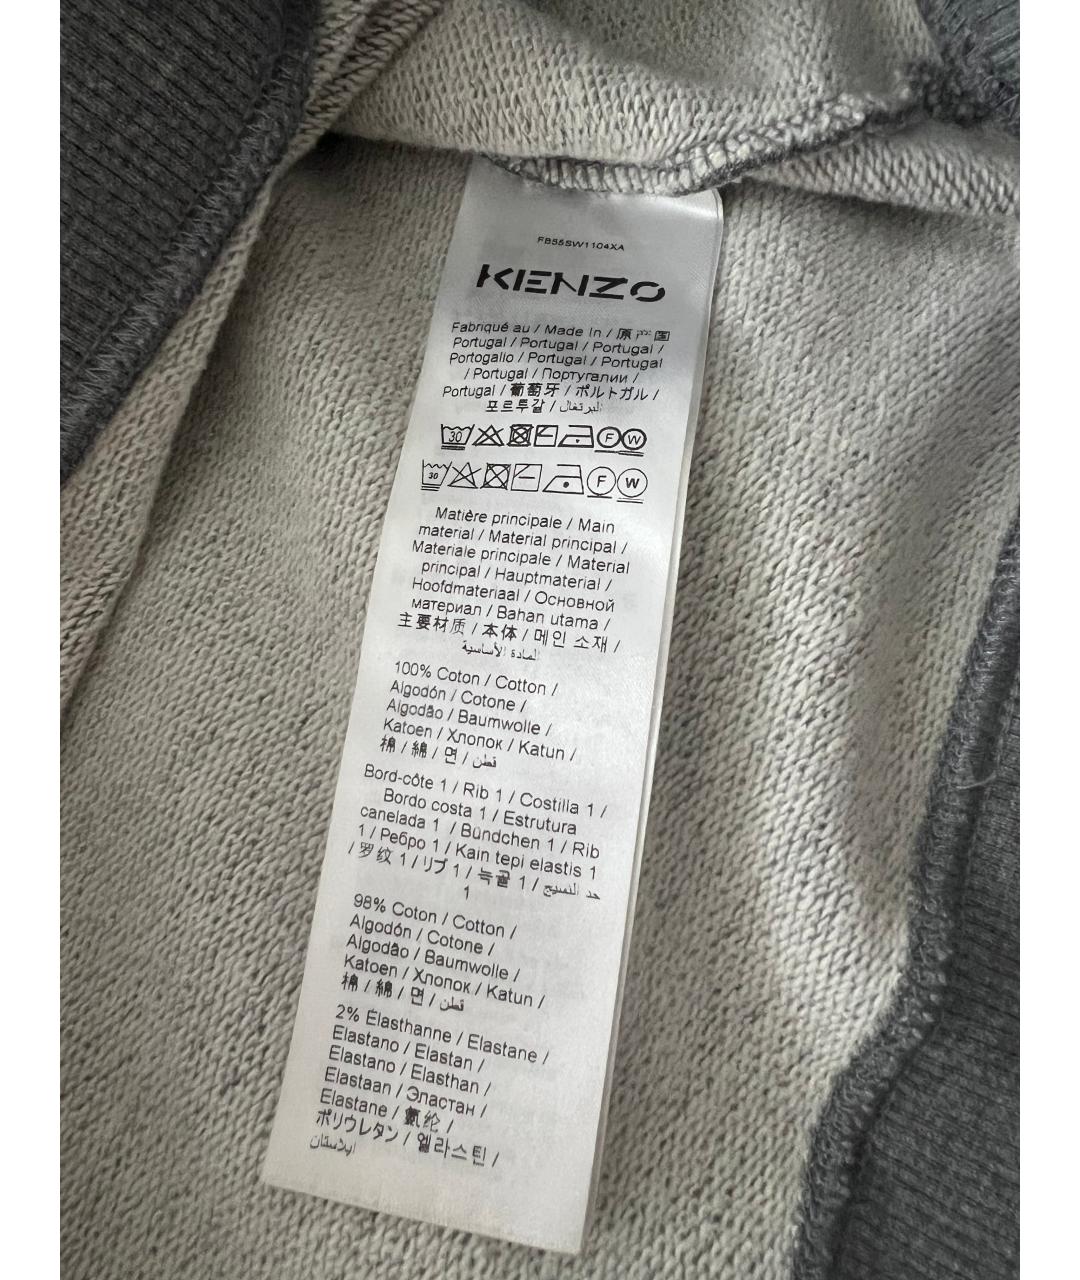 FB55SW1104XA
KENZO
Fabriqué au / Made In / 原产国
Portugal / Portugal / Portugal /
Portogallo / Portugal / Portugal
/ Portugal / Португалии /
Portugal / 葡萄牙 / ポルトガル /
포르투갈 / البرتغال
30 F W
30 F W
Matière principale / Main
material / Material principal /
Materiale principale / Material
principal / Hauptmaterial /
Hoofdmateriaal / Основной
материал / Bahan utama /
主要材质 / 本体 / 메인 소재 /
المادة الأساسية
100% Coton / Cotton /
Algodón / Cotone /
Algodão / Baumwolle /
Katoen / Хлопок / Katun /
棉 / 綿 / 면 / قطن
Bord-côte 1 / Rib 1 / Costilla 1 /
Bordo costa 1 / Estrutura
canelada 1 / Bündchen 1 / Rib
1 / Ребро 1 / Kain tepi elastis 1
/ 罗纹 1 / リブ 1 / 늑골 1 / حد النسيج
1
98% Coton / Cotton /
Algodón / Cotone /
Algodão / Baumwolle /
Katoen / Хлопок / Katun /
棉 / 綿 / 면 / قطن
2% Élasthanne / Elastane /
Elastano / Elastan /
Elastano / Elasthan /
Elastaan / Эластан /
Elastane / 氨纶 /
ポリウレタン / 엘라스틴 /
ايلاستان